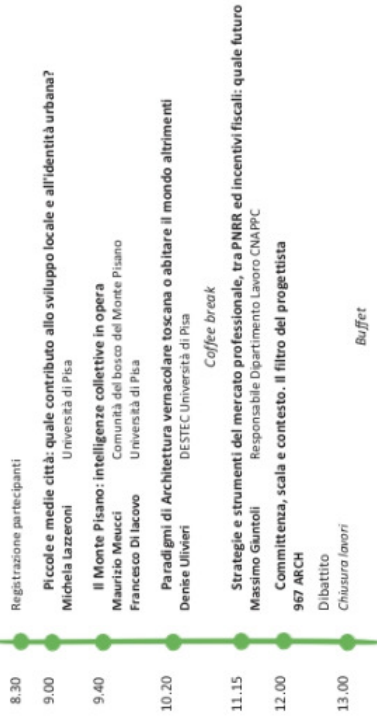 8.30 Registrazione partecipanti
9.00 Piccole e medie città: quale contributo allo sviluppo locale e all'identità urbana?
Michela Lazzeroni Università di Pisa
9.40 Il Monte Pisano: intelligenze collettive in opera
Maurizio Meucci Comunità del bosco del Monte Pisano
Francesco Di Iacovo Università di Pisa
10.20 Paradigmi di Architettura vernacolare toscana o abitare il mondo altrimenti
Denise Ulivieri DESTEC Università di Pisa
Coffee break
11.15 Strategie e strumenti del mercato professionale, tra PNRR ed incentivi fiscali: quale futuro
Massimo Giuntoli Responsabile Dipartimento Lavoro CNAPPC
12.00 Committenza, scala e contesto. Il filtro del progettista
967 ARCH
Dibattito
13.00 Chiusura lavori
Buffet